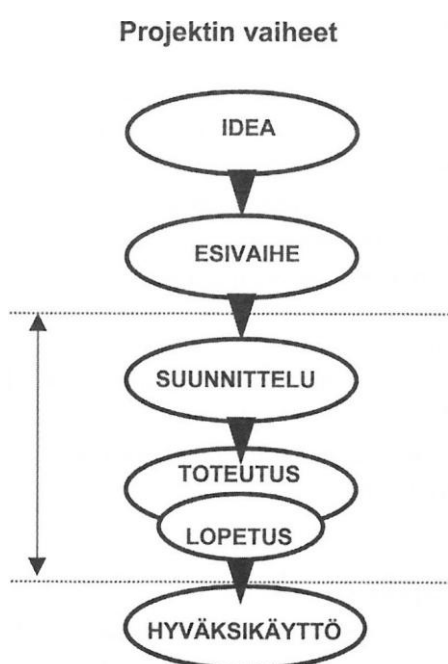 Projektin vaiheet
IDEA
ESIVAIHE
SUUNNITTELU
TOTEUTUS
LOPETUS
HYVÄKSIKÄYTTÖ